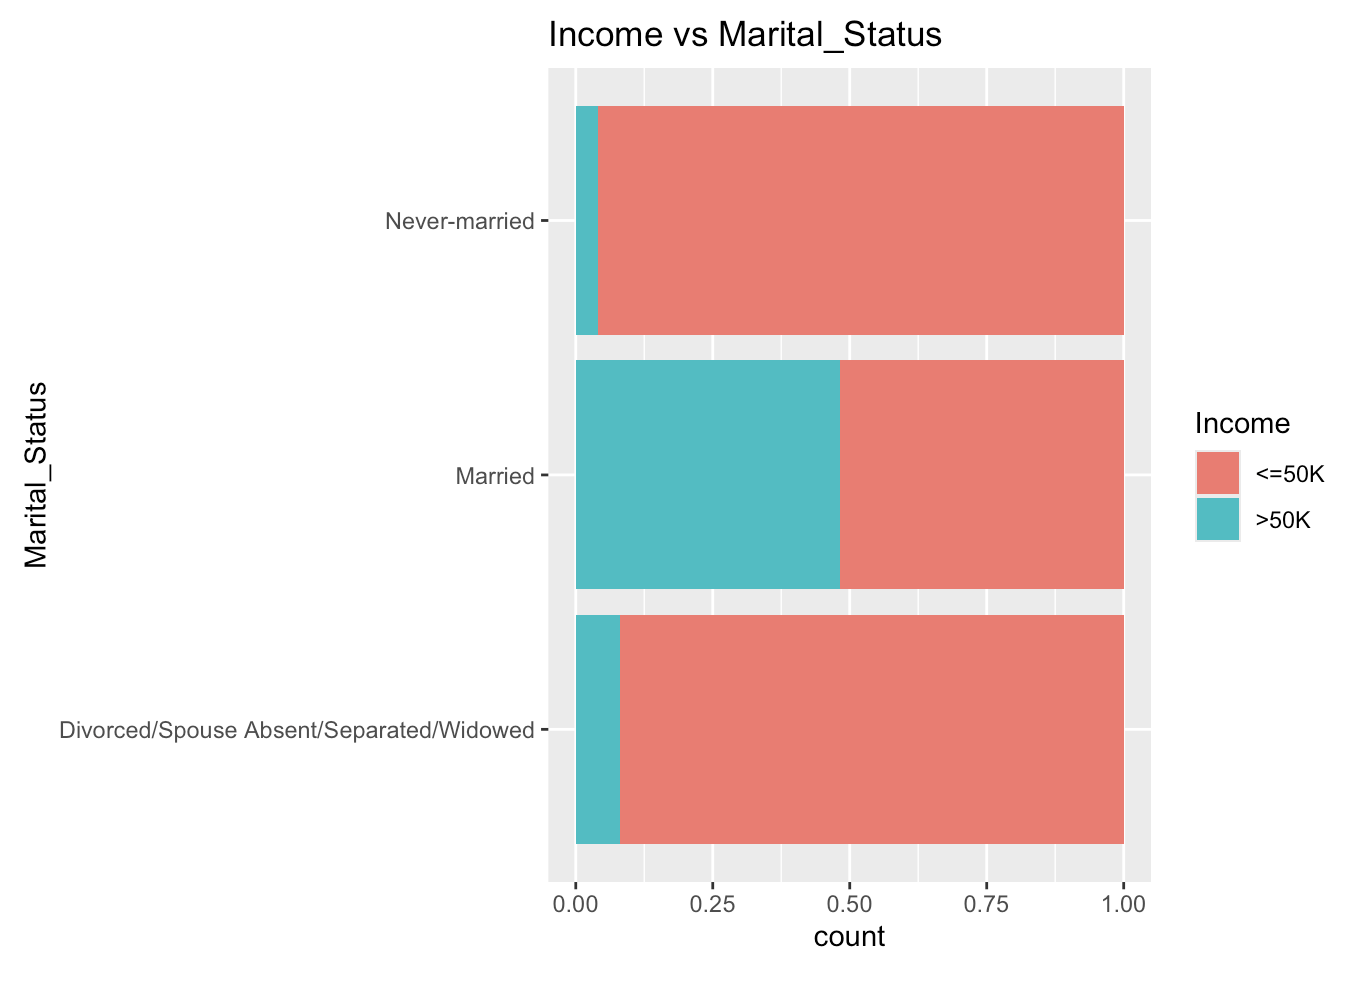 Income vs Marital_Status
Marital_Status
Never-married
Married
Divorced/Spouse Absent/Separated/Widowed
0.00 0.25 0.50 0.75 1.00
count
Income
<=50K
>50K